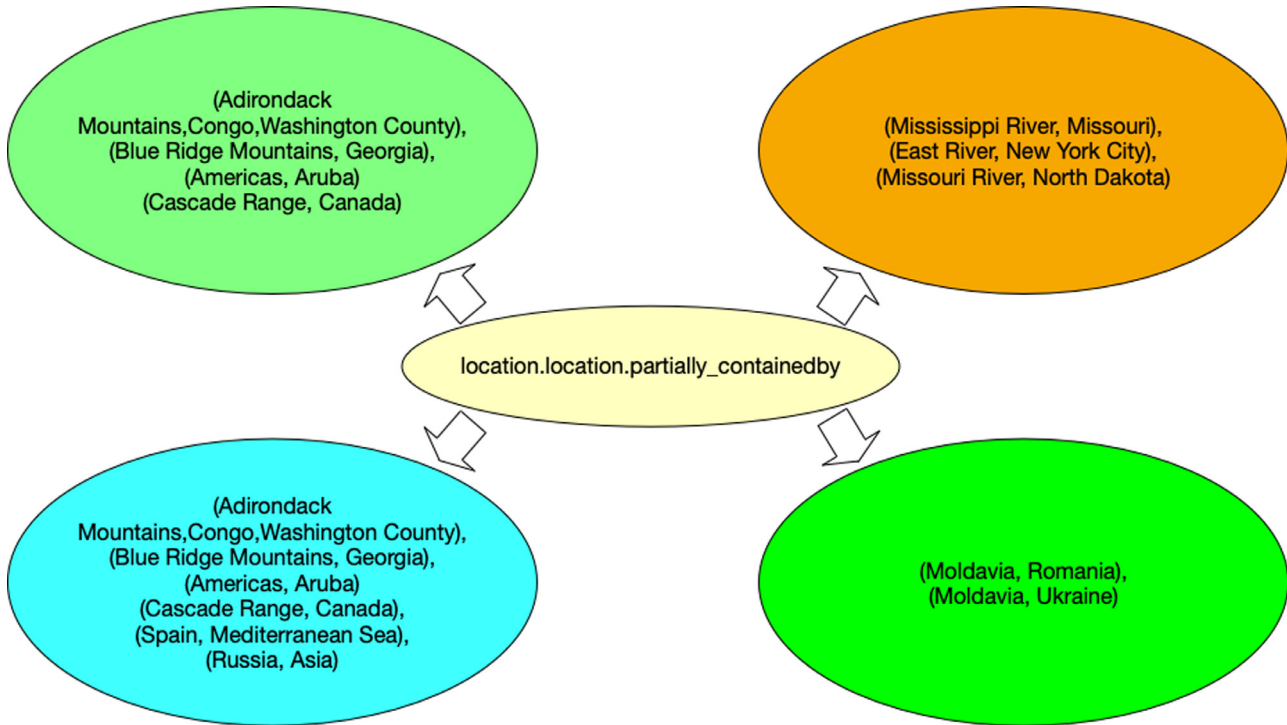 (Adirondack
Mountains,Congo,Washington County),
(Blue Ridge Mountains, Georgia),
(Americas, Aruba)
(Cascade Range, Canada)
(Mississippi River, Missouri),
(East River, New York City),
(Missouri River, North Dakota)
location.location.partially_containedby
(Adirondack
Mountains,Congo,Washington County),
(Blue Ridge Mountains, Georgia),
(Americas, Aruba)
(Cascade Range, Canada),
(Spain, Mediterranean Sea),
(Russia, Asia)
(Moldavia, Romania),
(Moldavia, Ukraine)